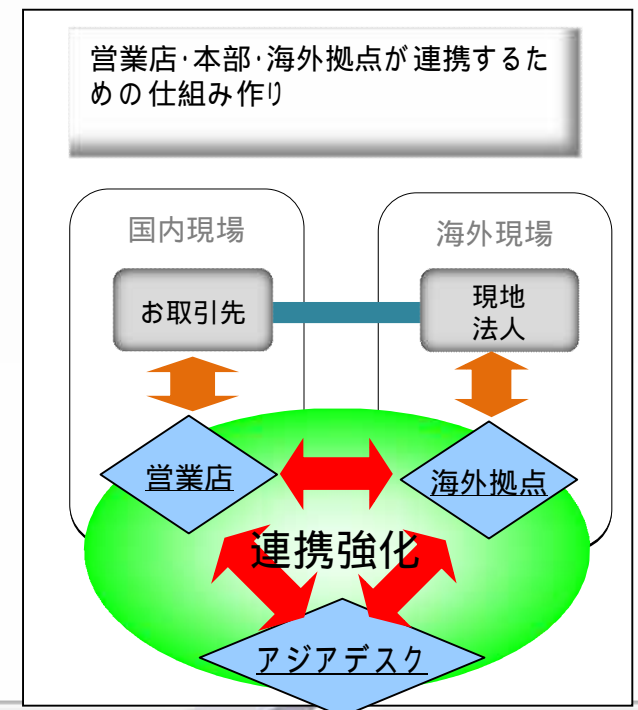 営業店・本部・海外拠点が連携するた
めの仕組み作り
国内現場
海外現場
お取引先
現地
法人
営業店
海外拠点
連携強化
アジアデスク